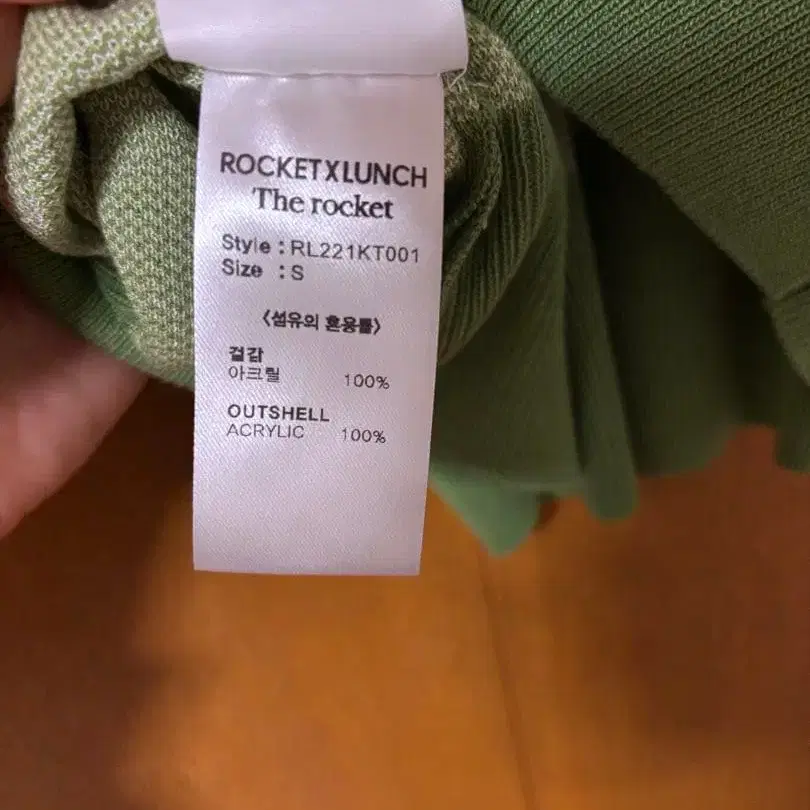 ROCKETXLUNCH
The rocket
Style : RL221KT001
Size : S
<섬유의 혼용률>
겉감
아크릴 100%
OUTSHELL
ACRYLIC 100%